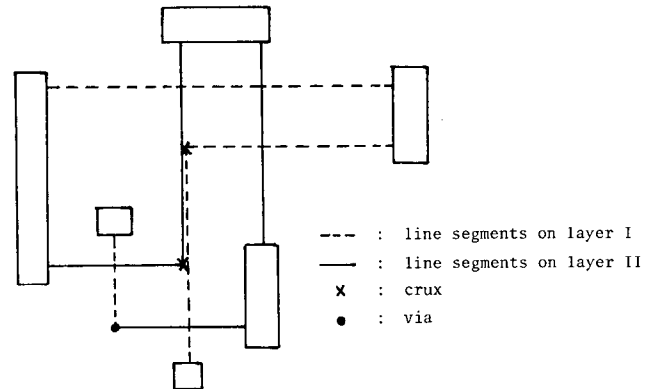 --- : line segments on layer I
— : line segments on layer II
x : crux
• : via